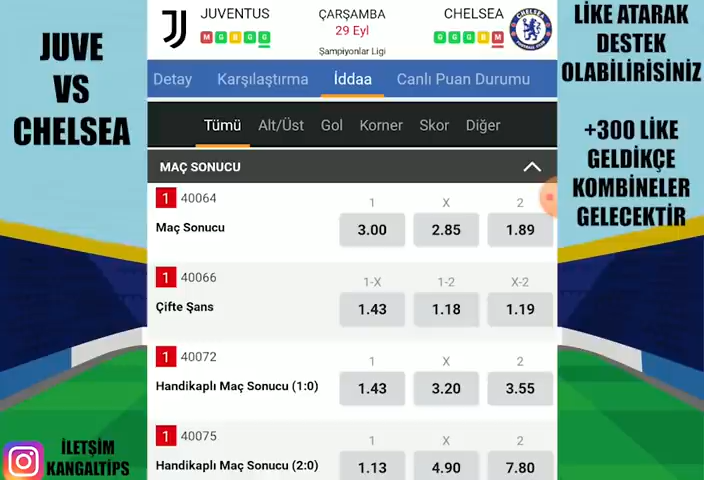 JUVE
VS
CHELSEA
JUVENTUS
M G B G G
ÇARŞAMBA
29 Eyl
Şampiyonlar Ligi
CHELSEA
G G G B M
Detay Karşılaştırma İddaa Canlı Puan Durumu
Tümü Alt/Üst Gol Korner Skor Diğer
MAÇ SONUCU
1 40064
Maç Sonucu
1 X 2
3.00 2.85 1.89
1 40066
Çifte Şans
1-X 1-2 X-2
1.43 1.18 1.19
1 40072
Handikaplı Maç Sonucu (1:0)
1 X 2
1.43 3.20 3.55
1 40075
Handikaplı Maç Sonucu (2:0)
1 X 2
1.13 4.90 7.80
LİKE ATARAK
DESTEK
OLABİLİRİSİNİZ
+300 LİKE
GELDİKÇE
KOMBİNELER
GELECEKTİR
İLETŞİM
KANGALTİPS